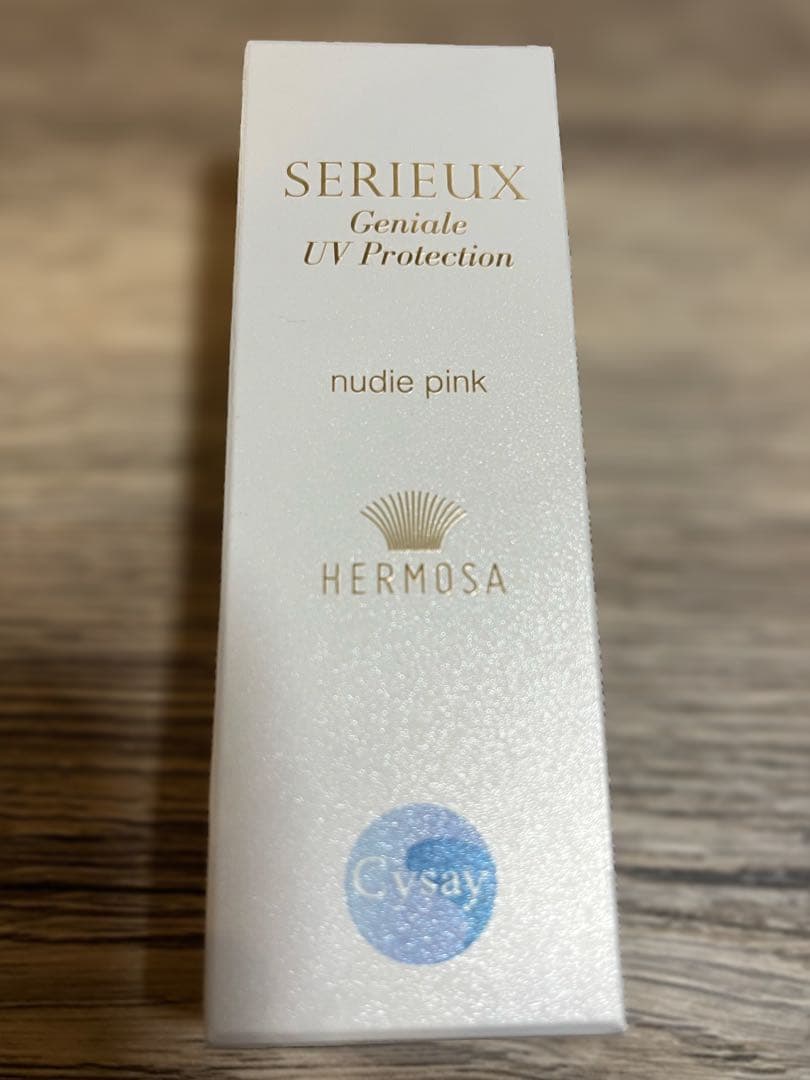 SERIEUX
Geniale
UV Protection
nudie pink
HERMOSA
Cysay